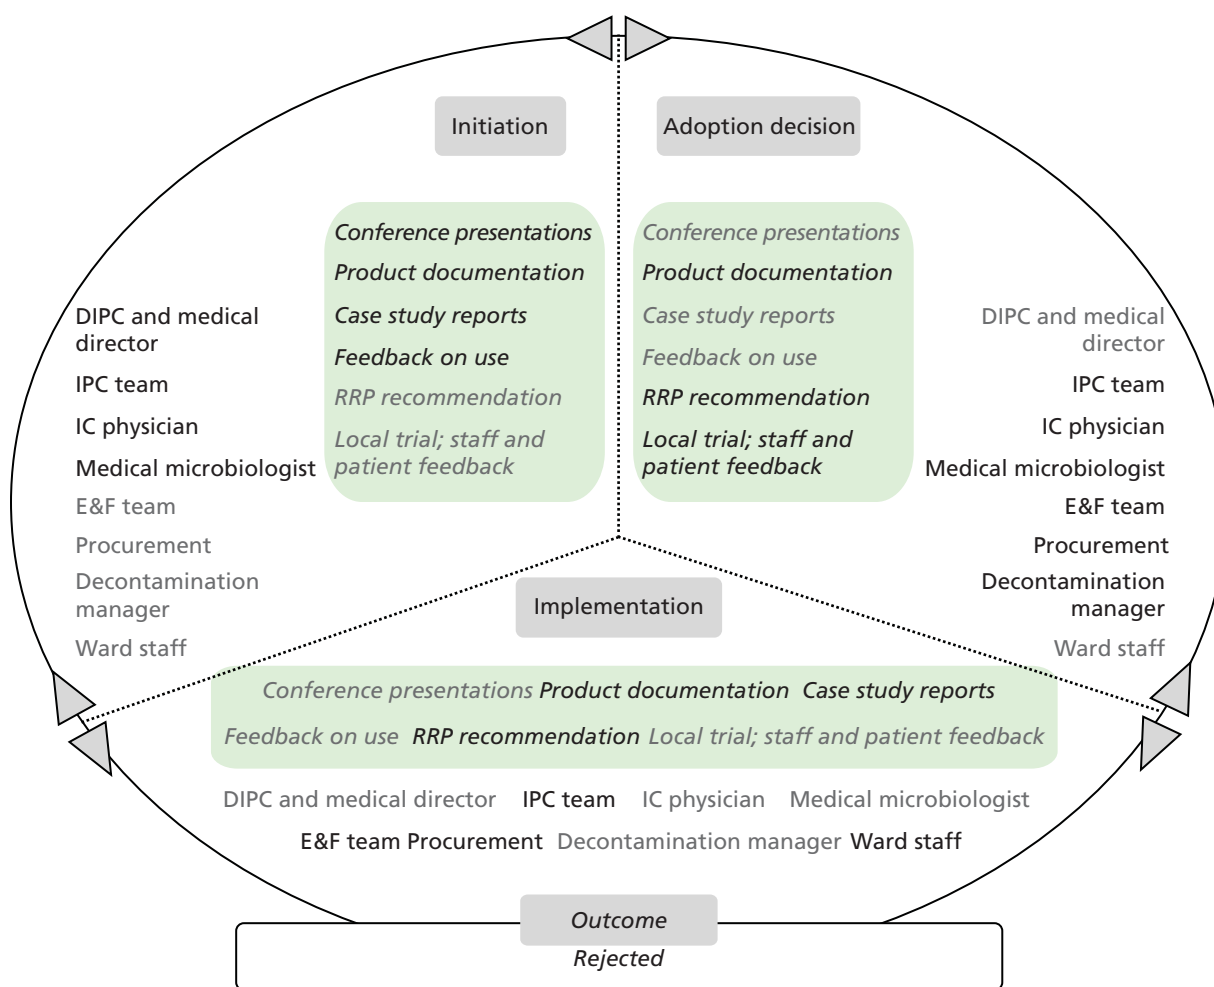 Initiation
Adoption decision
Conference presentations
Product documentation
Case study reports
Feedback on use
RRP recommendation
Local trial; staff and
patient feedback
Conference presentations
Product documentation
Case study reports
Feedback on use
RRP recommendation
Local trial; staff and
patient feedback
DIPC and medical
director
IPC team
IC physician
Medical microbiologist
E&F team
Procurement
Decontamination
manager
Ward staff
DIPC and medical
director
IPC team
IC physician
Medical microbiologist
E&F team
Procurement
Decontamination
manager
Ward staff
Implementation
Conference presentations Product documentation Case study reports
Feedback on use RRP recommendation Local trial; staff and patient feedback
DIPC and medical director IPC team IC physician Medical microbiologist
E&F team Procurement Decontamination manager Ward staff
Outcome
Rejected